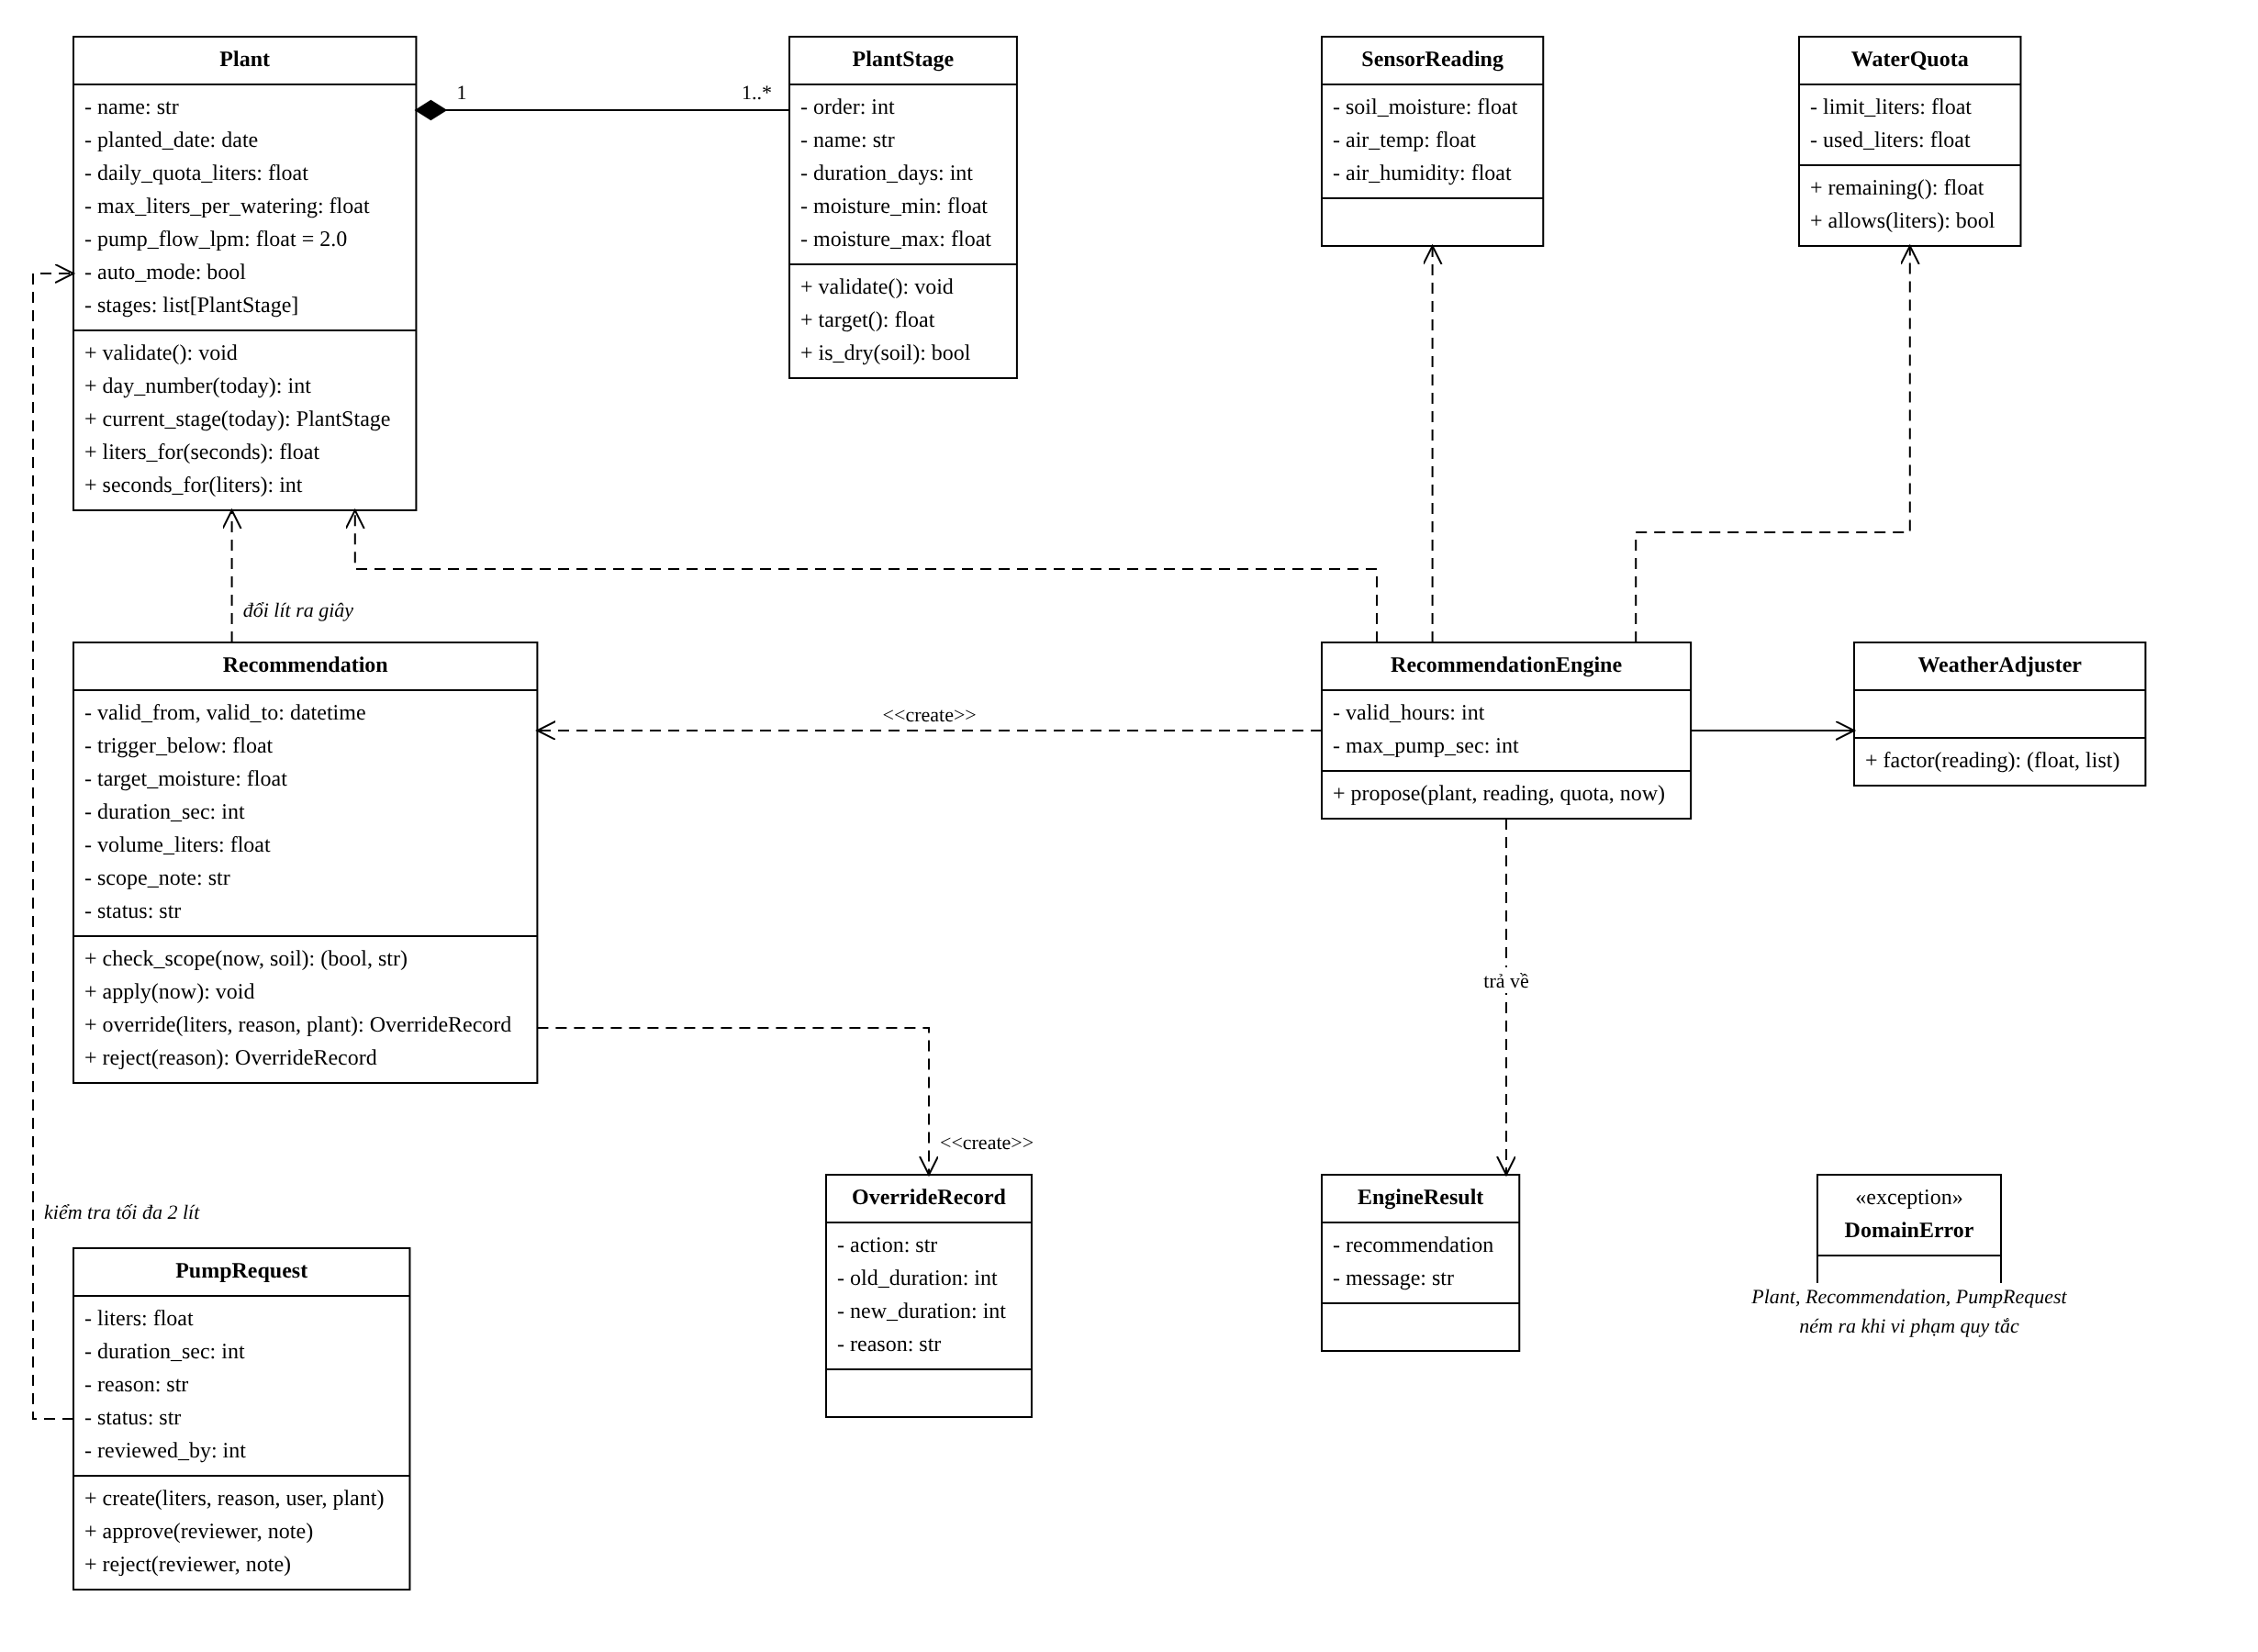 Plant
- name: str
- planted_date: date
- daily_quota_liters: float
- max_liters_per_watering: float
- pump_flow_lpm: float = 2.0
- auto_mode: bool
- stages: list[PlantStage]
+ validate(): void
+ day_number(today): int
+ current_stage(today): PlantStage
+ liters_for(seconds): float
+ seconds_for(liters): int
1
1..*
PlantStage
- order: int
- name: str
- duration_days: int
- moisture_min: float
- moisture_max: float
+ validate(): void
+ target(): float
+ is_dry(soil): bool
SensorReading
- soil_moisture: float
- air_temp: float
- air_humidity: float
WaterQuota
- limit_liters: float
- used_liters: float
+ remaining(): float
+ allows(liters): bool
đổi lít ra giây
Recommendation
- valid_from, valid_to: datetime
- trigger_below: float
- target_moisture: float
- duration_sec: int
- volume_liters: float
- scope_note: str
- status: str
+ check_scope(now, soil): (bool, str)
+ apply(now): void
+ override(liters, reason, plant): OverrideRecord
+ reject(reason): OverrideRecord
<<create>>
RecommendationEngine
- valid_hours: int
- max_pump_sec: int
+ propose(plant, reading, quota, now)
WeatherAdjuster
+ factor(reading): (float, list)
trả về
<<create>>
kiểm tra tối đa 2 lít
PumpRequest
- liters: float
- duration_sec: int
- reason: str
- status: str
- reviewed_by: int
+ create(liters, reason, user, plant)
+ approve(reviewer, note)
+ reject(reviewer, note)
OverrideRecord
- action: str
- old_duration: int
- new_duration: int
- reason: str
EngineResult
- recommendation
- message: str
«exception»
DomainError
Plant, Recommendation, PumpRequest
ném ra khi vi phạm quy tắc